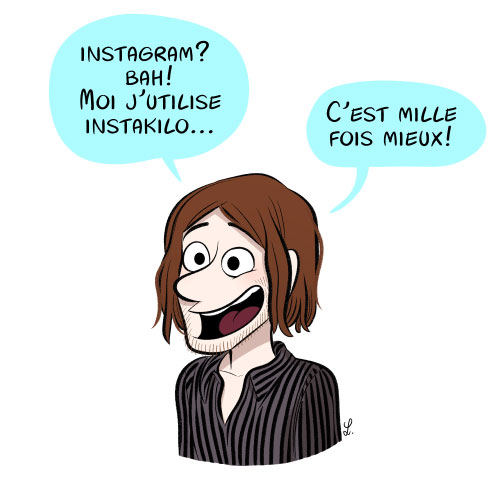 INSTAGRAM?
BAH!
MOI J'UTILISE
INSTAKILO...
C'EST MILLE
FOIS MIEUX!
L.